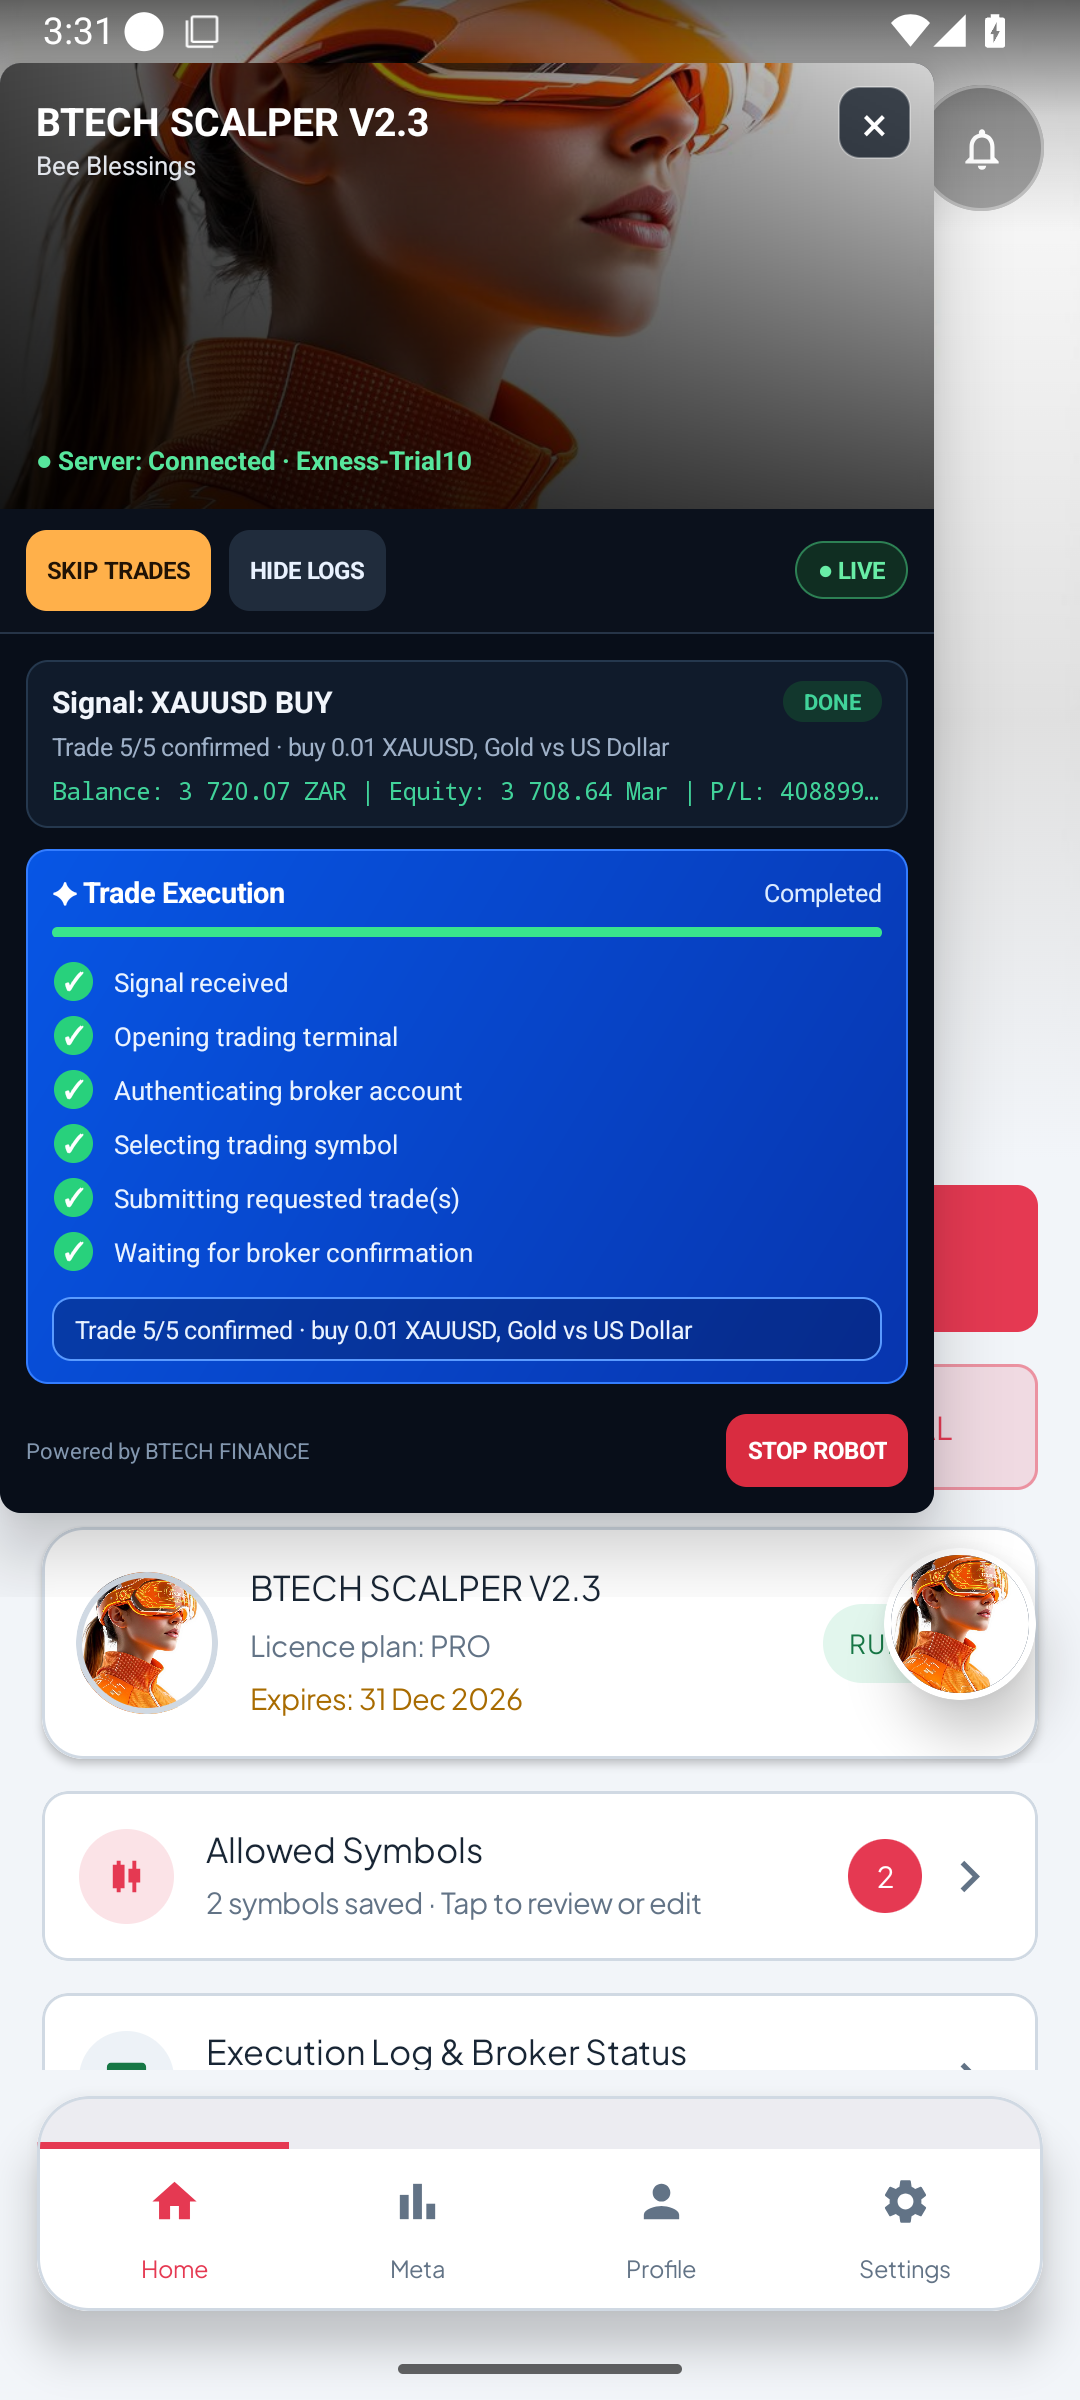 3:31
BTECH SCALPER V2.3
Bee Blessings
Server: Connected · Exness-Trial10
SKIP TRADES
HIDE LOGS
LIVE
Signal: XAUUSD BUY
DONE
Trade 5/5 confirmed · buy 0.01 XAUUSD, Gold vs US Dollar
Balance: 3 720.07 ZAR | Equity: 3 708.64 Mar | P/L: 408899…
Trade Execution
Completed
Signal received
Opening trading terminal
Authenticating broker account
Selecting trading symbol
Submitting requested trade(s)
Waiting for broker confirmation
Trade 5/5 confirmed · buy 0.01 XAUUSD, Gold vs US Dollar
Powered by BTECH FINANCE
STOP ROBOT
BTECH SCALPER V2.3
Licence plan: PRO
Expires: 31 Dec 2026
Allowed Symbols
2 symbols saved · Tap to review or edit
2
Execution Log & Broker Status
Home
Meta
Profile
Settings